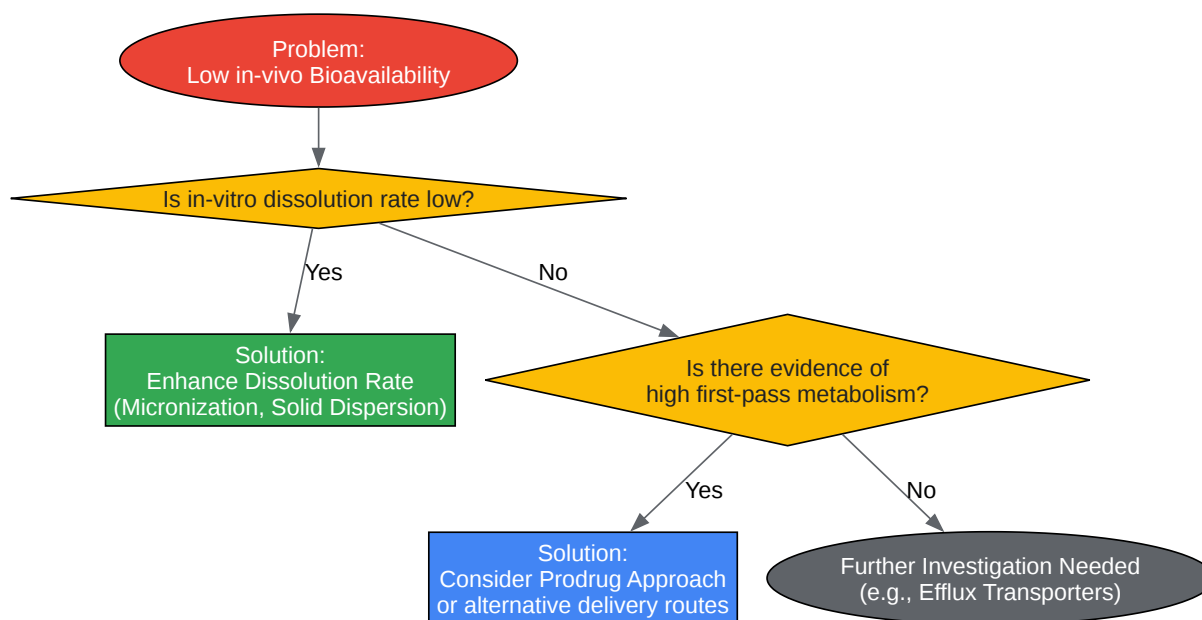 Problem:
Low in-vivo Bioavailability
Is in-vitro dissolution rate low?
Yes
No
Solution:
Enhance Dissolution Rate
(Micronization, Solid Dispersion)
Is there evidence of
high first-pass metabolism?
Yes
No
Solution:
Consider Prodrug Approach
or alternative delivery routes
Further Investigation Needed
(e.g., Efflux Transporters)